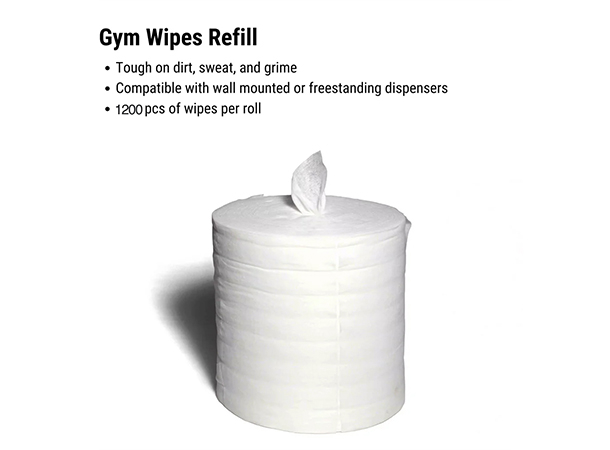 Gym Wipes Refill
• Tough on dirt, sweat, and grime
• Compatible with wall mounted or freestanding dispensers
• 1200 pcs of wipes per roll